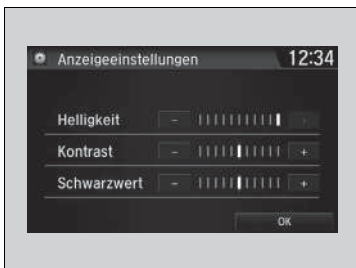 Anzeigeeinstellungen 12:34
Helligkeit - +
Kontrast - +
Schwarzwert - +
OK